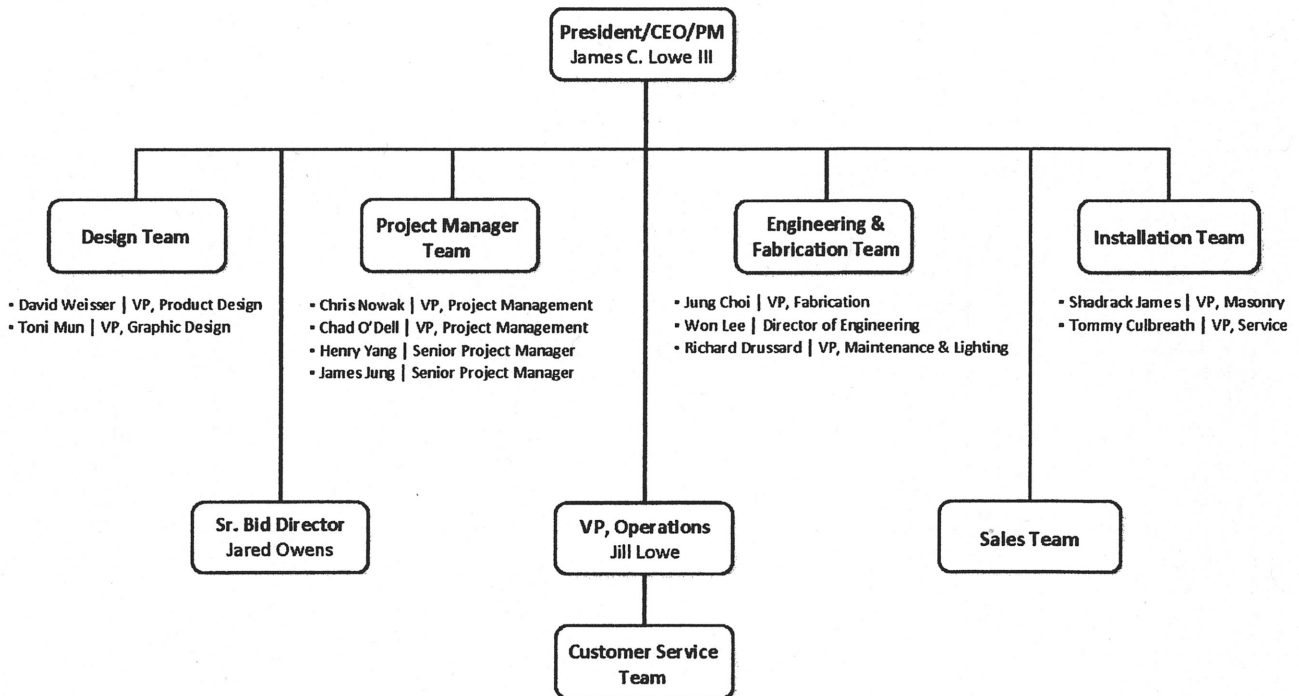 President/CEO/PM
James C. Lowe III
Design Team
▪ David Weisser | VP, Product Design
▪ Toni Mun | VP, Graphic Design
Project Manager
Team
▪ Chris Nowak | VP, Project Management
▪ Chad O'Dell | VP, Project Management
▪ Henry Yang | Senior Project Manager
▪ James Jung | Senior Project Manager
Engineering &
Fabrication Team
▪ Jung Choi | VP, Fabrication
▪ Won Lee | Director of Engineering
▪ Richard Drussard | VP, Maintenance & Lighting
Installation Team
▪ Shadrack James | VP, Masonry
▪ Tommy Culbreath | VP, Service
Sr. Bid Director
Jared Owens
VP, Operations
Jill Lowe
Sales Team
Customer Service
Team